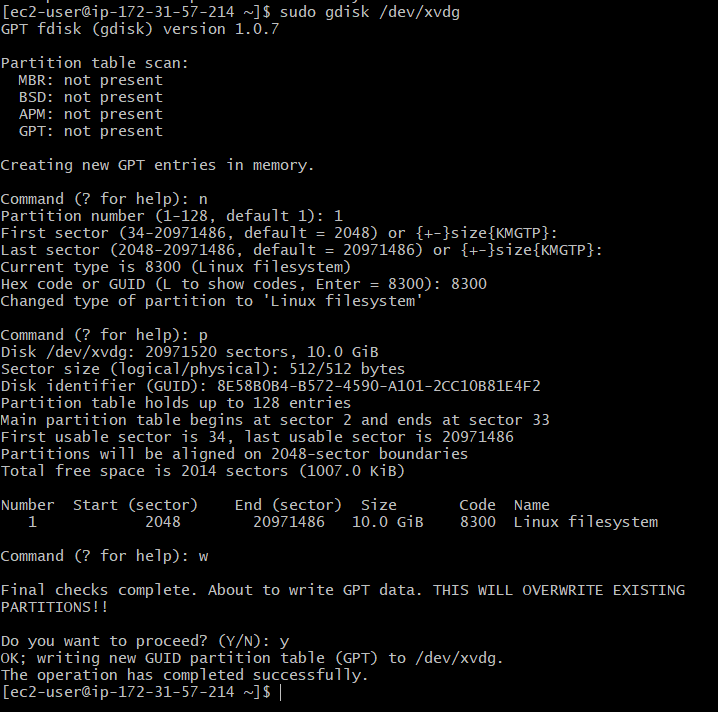 [ec2-user@ip-172-31-57-214 ~]$ sudo gdisk /dev/xvdg
GPT fdisk (gdisk) version 1.0.7

Partition table scan:
  MBR: not present
  BSD: not present
  APM: not present
  GPT: not present

Creating new GPT entries in memory.

Command (? for help): n
Partition number (1-128, default 1): 1
First sector (34-20971486, default = 2048) or {+-}size{KMGTP}:
Last sector (2048-20971486, default = 20971486) or {+-}size{KMGTP}:
Current type is 8300 (Linux filesystem)
Hex code or GUID (L to show codes, Enter = 8300): 8300
Changed type of partition to 'Linux filesystem'

Command (? for help): p
Disk /dev/xvdg: 20971520 sectors, 10.0 GiB
Sector size (logical/physical): 512/512 bytes
Disk identifier (GUID): 8E58B0B4-B572-4590-A101-2CC10B81E4F2
Partition table holds up to 128 entries
Main partition table begins at sector 2 and ends at sector 33
First usable sector is 34, last usable sector is 20971486
Partitions will be aligned on 2048-sector boundaries
Total free space is 2014 sectors (1007.0 KiB)

Number  Start (sector)    End (sector)  Size       Code  Name
   1            2048        20971486   10.0 GiB    8300  Linux filesystem

Command (? for help): w

Final checks complete. About to write GPT data. THIS WILL OVERWRITE EXISTING
PARTITIONS!!

Do you want to proceed? (Y/N): y
OK; writing new GUID partition table (GPT) to /dev/xvdg.
The operation has completed successfully.
[ec2-user@ip-172-31-57-214 ~]$